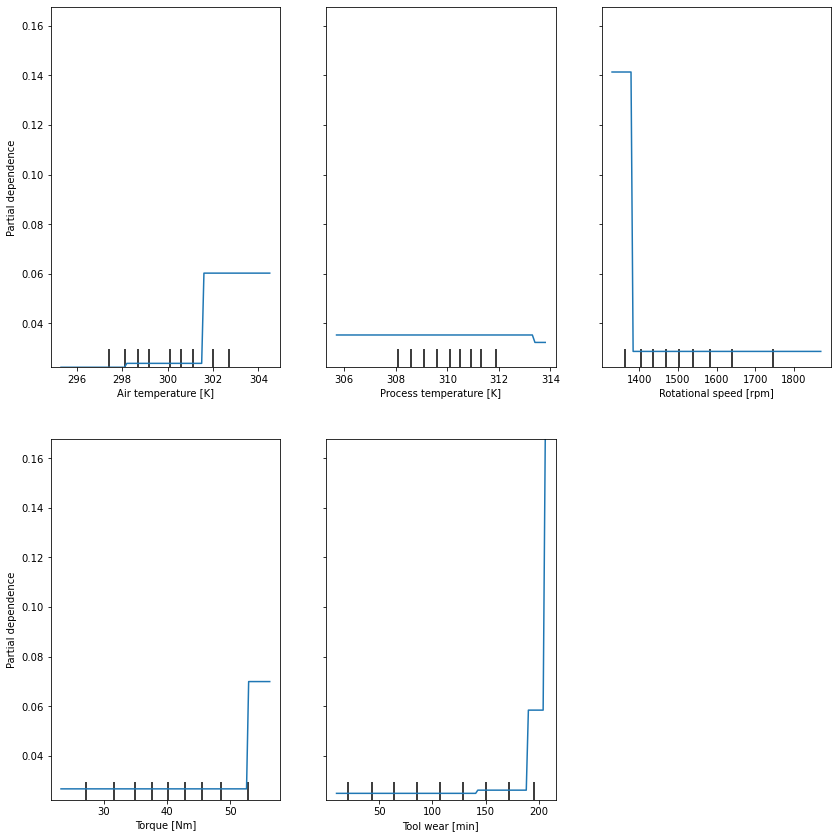 0.16
0.14
0.12
0.10
0.08
0.06
0.04
Partial dependence
296 298 300 302 304
Air temperature [K]
306 308 310 312 314
Process temperature [K]
1400 1500 1600 1700 1800
Rotational speed [rpm]
0.16
0.14
0.12
0.10
0.08
0.06
0.04
Partial dependence
30 40 50
Torque [Nm]
50 100 150 200
Tool wear [min]